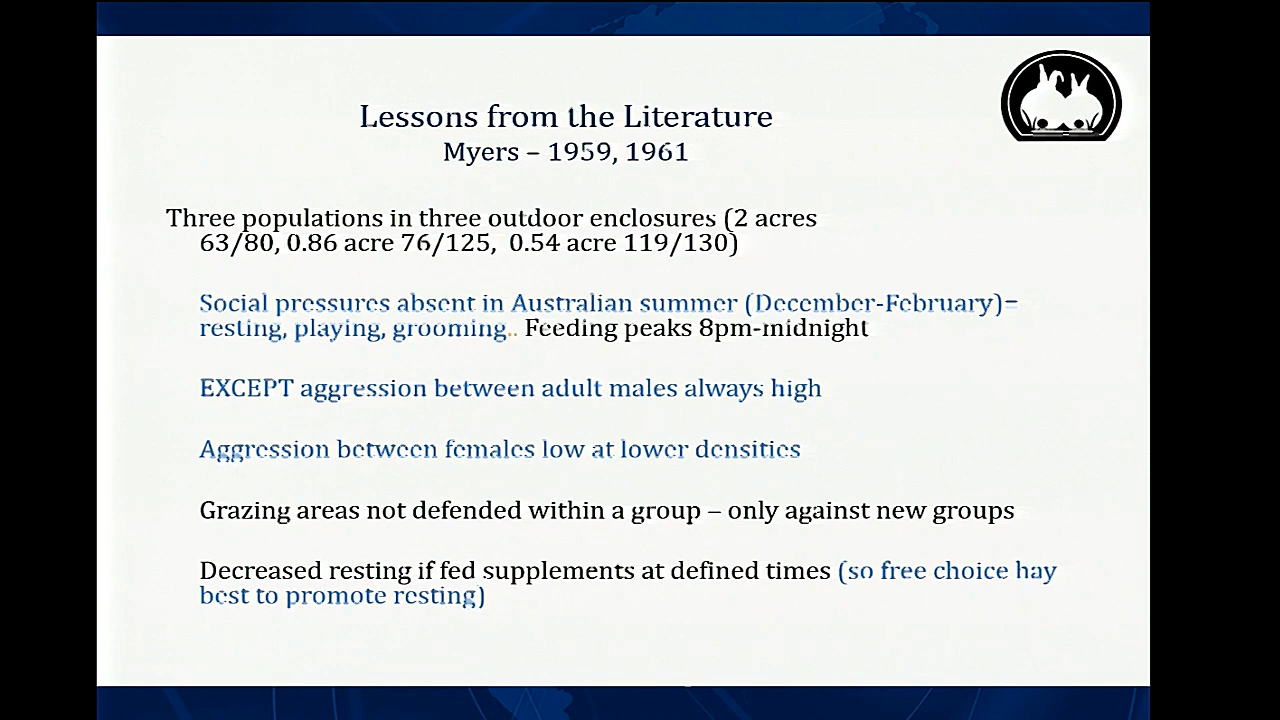 Lessons from the Literature
Myers – 1959, 1961
Three populations in three outdoor enclosures (2 acres
63/80, 0.86 acre 76/125,  0.54 acre 119/130)
Social pressures absent in Australian summer (December-February)=
resting, playing, grooming.. Feeding peaks 8pm-midnight
EXCEPT aggression between adult males always high
Aggression between females low at lower densities
Grazing areas not defended within a group – only against new groups
Decreased resting if fed supplements at defined times (so free choice hay
best to promote resting)